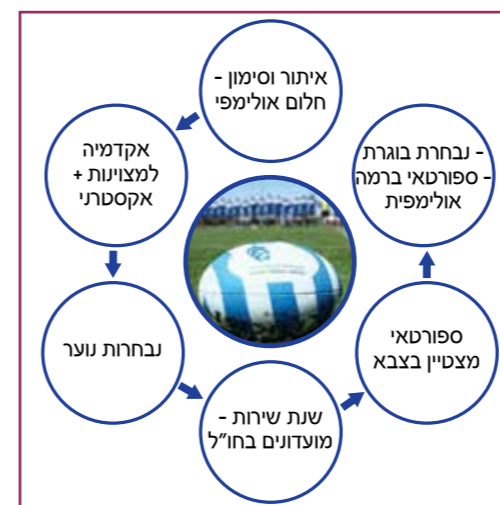 איתור וסימון -
חלום אולימפי
אקדמיה
למצוינות +
אקסטרני
נבחרות נוער
שנת שירות -
מועדונים בחו"ל
ספורטאי
מצטיין בצבא
- נבחרת בוגרת
- ספורטאי ברמה
אולימפית